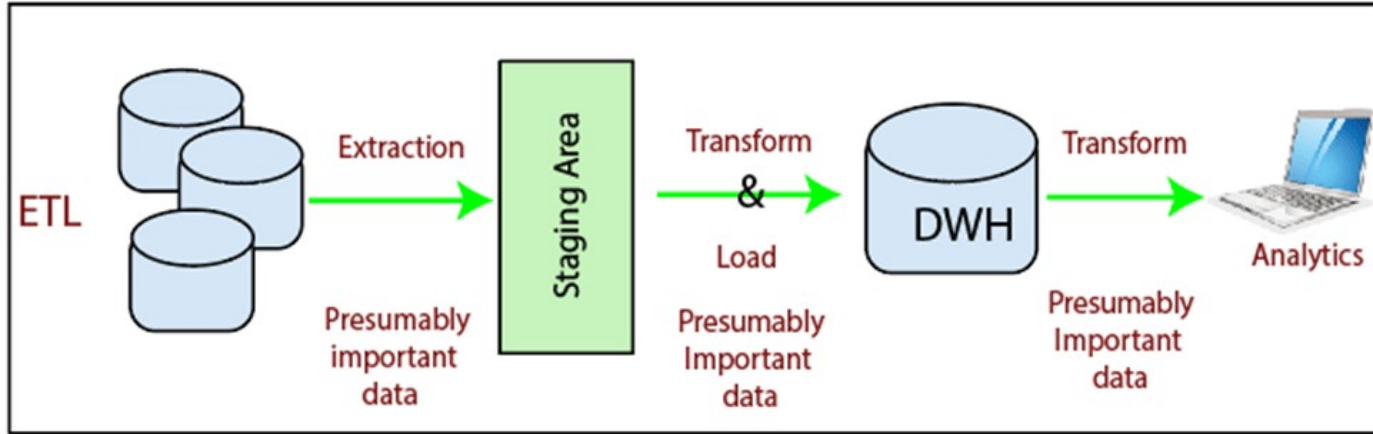 ETL
Extraction
Presumably
important
data
Staging Area
Transform
&
Load
Presumably
Important
data
DWH
Transform
Presumably
Important
data
Analytics